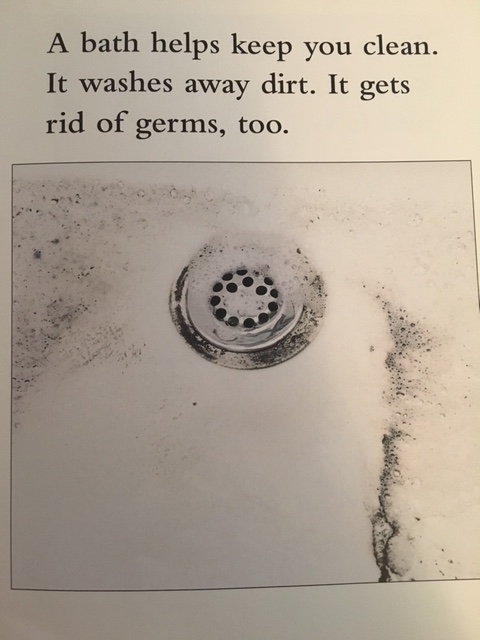 A bath helps keep you clean.
It washes away dirt. It gets
rid of germs, too.